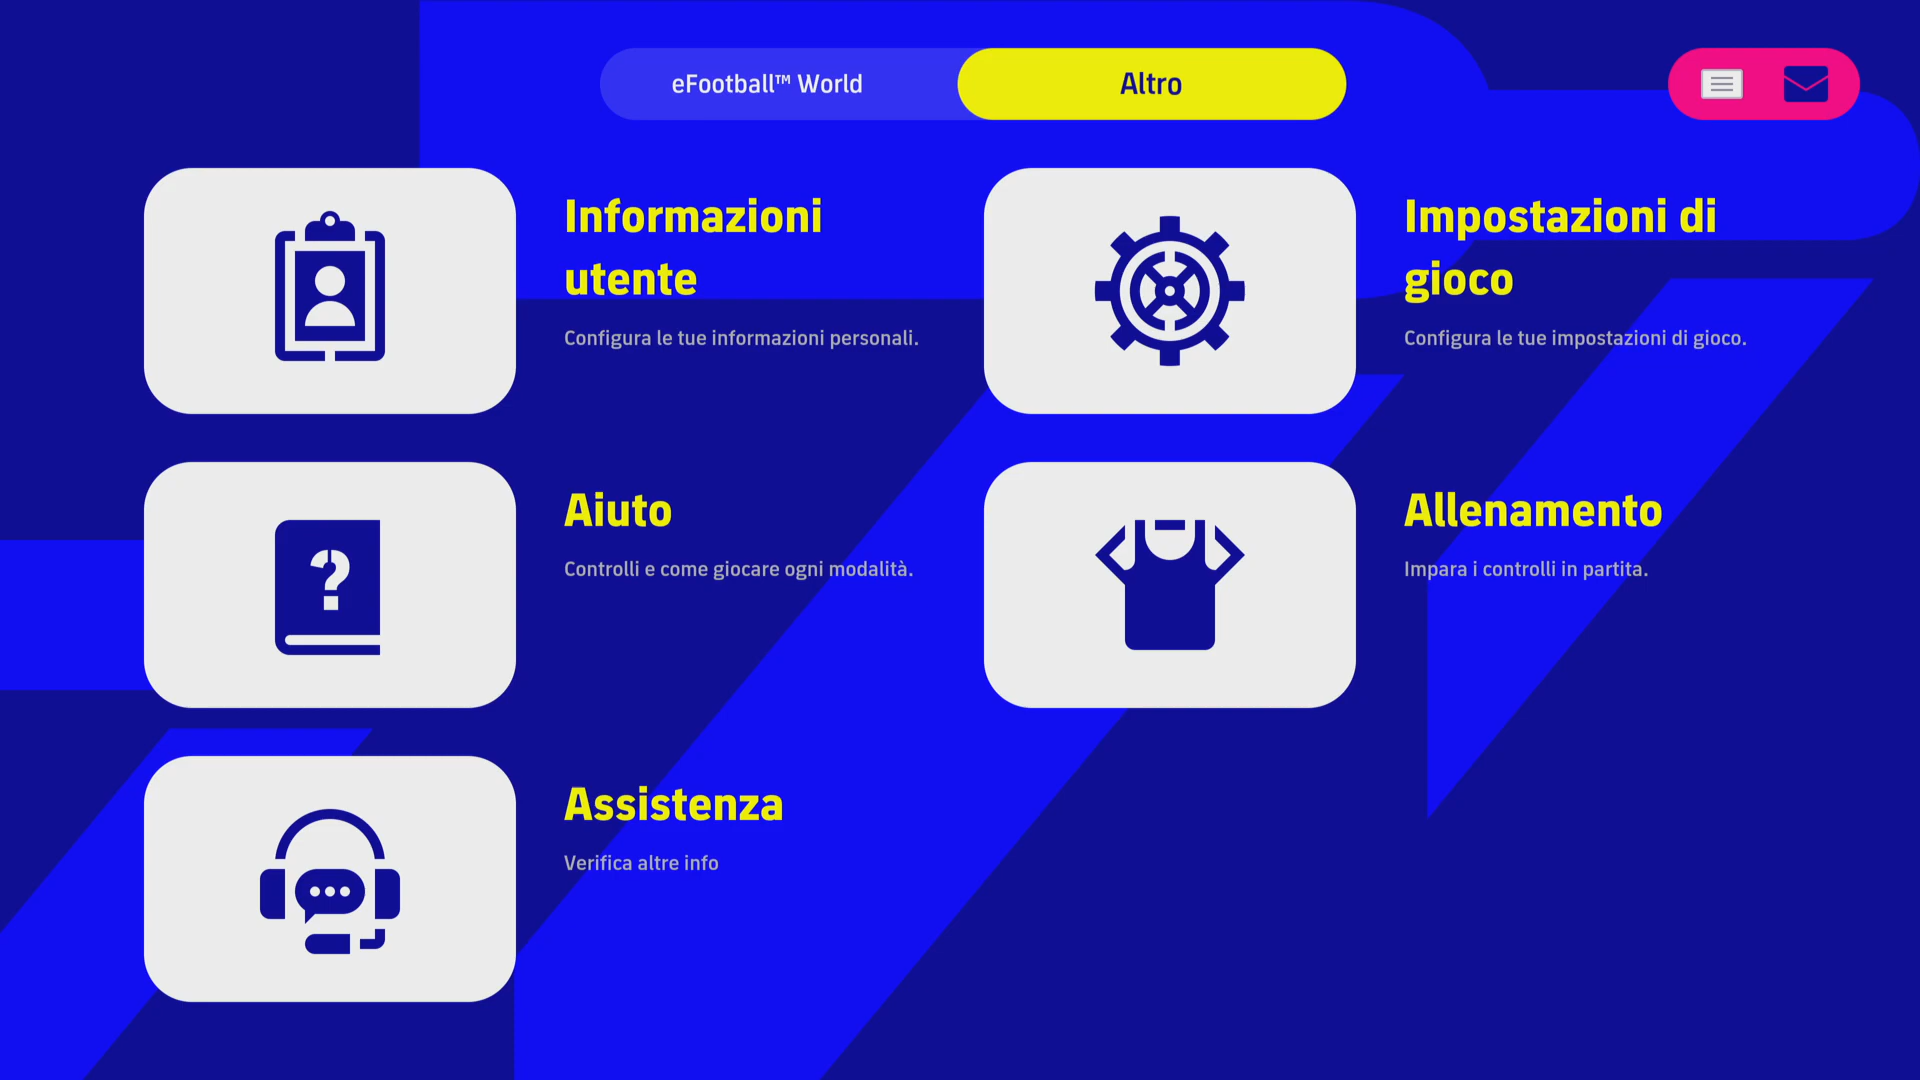 eFootball™ World
Altro
Informazioni
utente
Configura le tue informazioni personali.
Impostazioni di
gioco
Configura le tue impostazioni di gioco.
Aiuto
Controlli e come giocare ogni modalità.
Allenamento
Impara i controlli in partita.
Assistenza
Verifica altre info